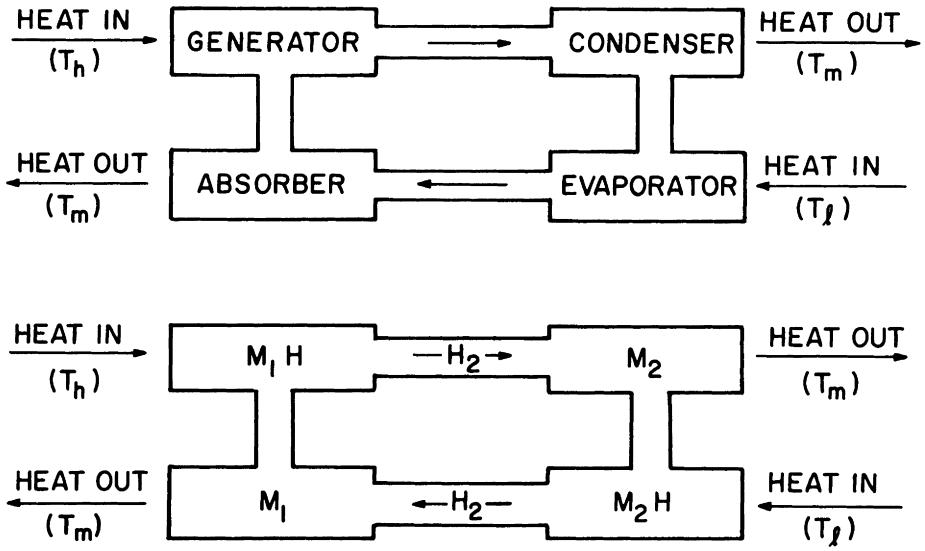 HEAT IN
(Tₕ)
GENERATOR
CONDENSER
HEAT OUT
(Tₘ)
HEAT OUT
(Tₘ)
ABSORBER
EVAPORATOR
HEAT IN
(Tℓ)
HEAT IN
(Tₕ)
M₁ H
H₂
M₂
HEAT OUT
(Tₘ)
HEAT OUT
(Tₘ)
M₁
H₂
M₂ H
HEAT IN
(Tℓ)